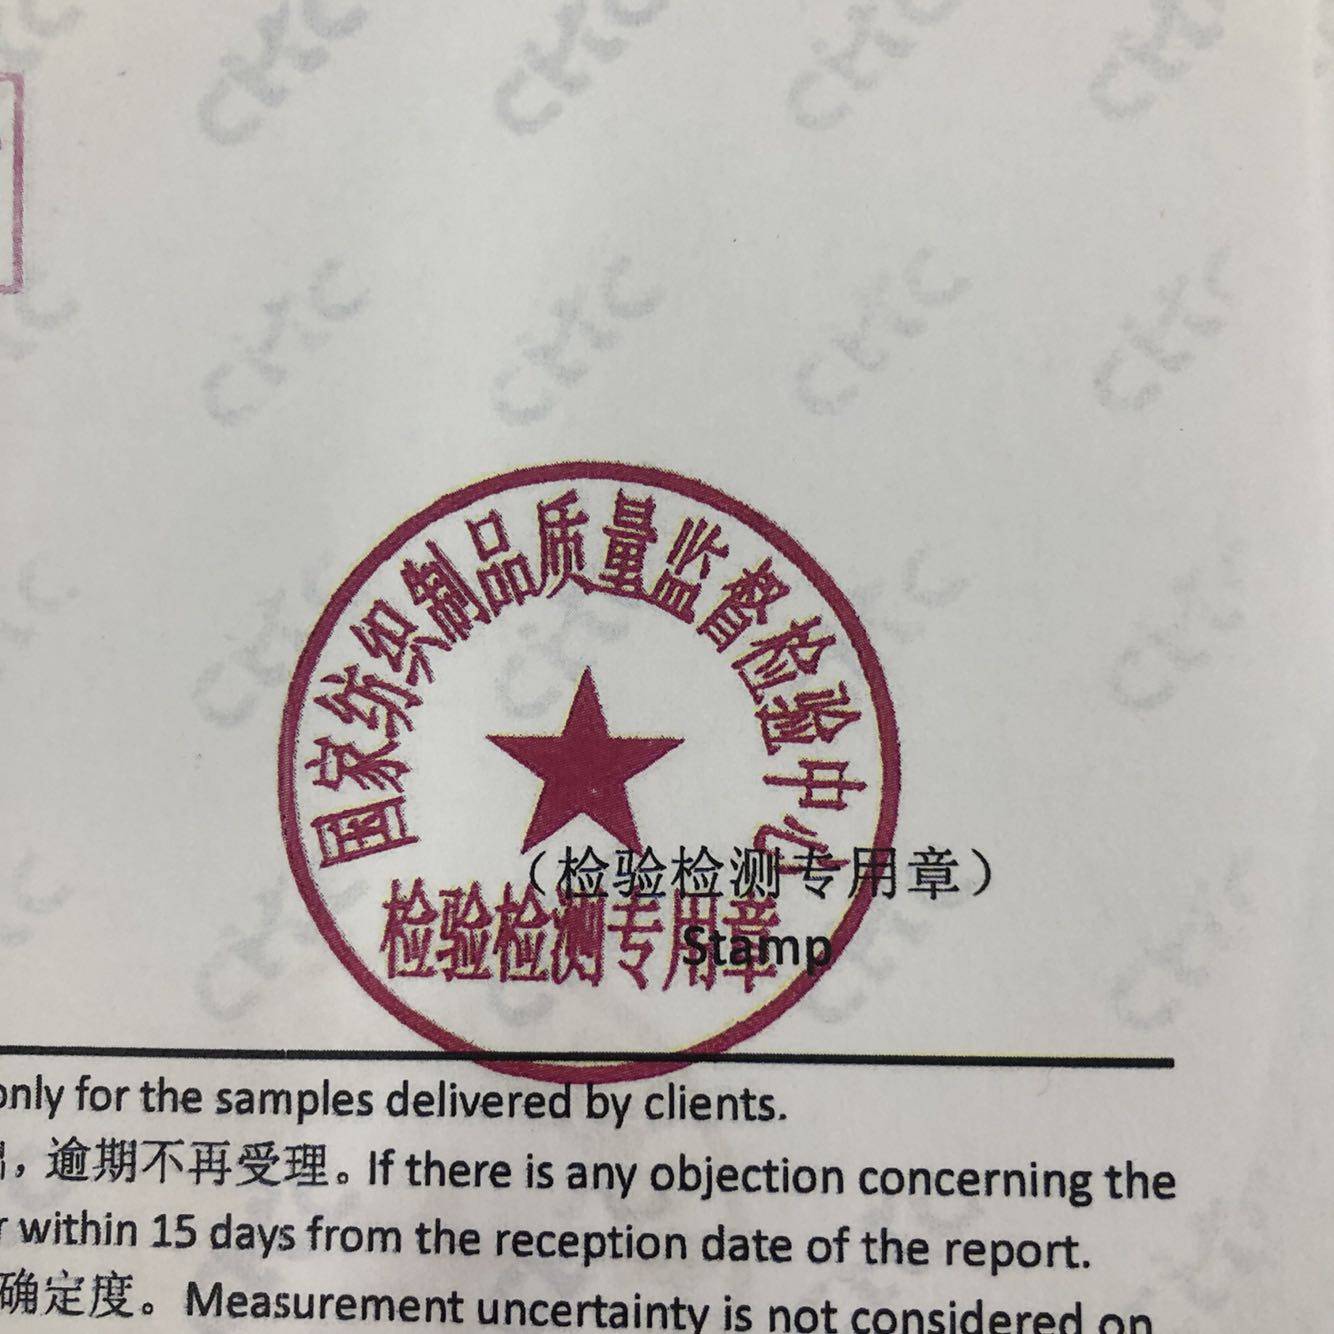 国家纺织制品质量监督检验中心
（检验检测专用章）
检验检测专用章
Stamp
only for the samples delivered by clients.
，逾期不再受理。If there is any objection concerning the
within 15 days from the reception date of the report.
确定度。Measurement uncertainty is not considered on